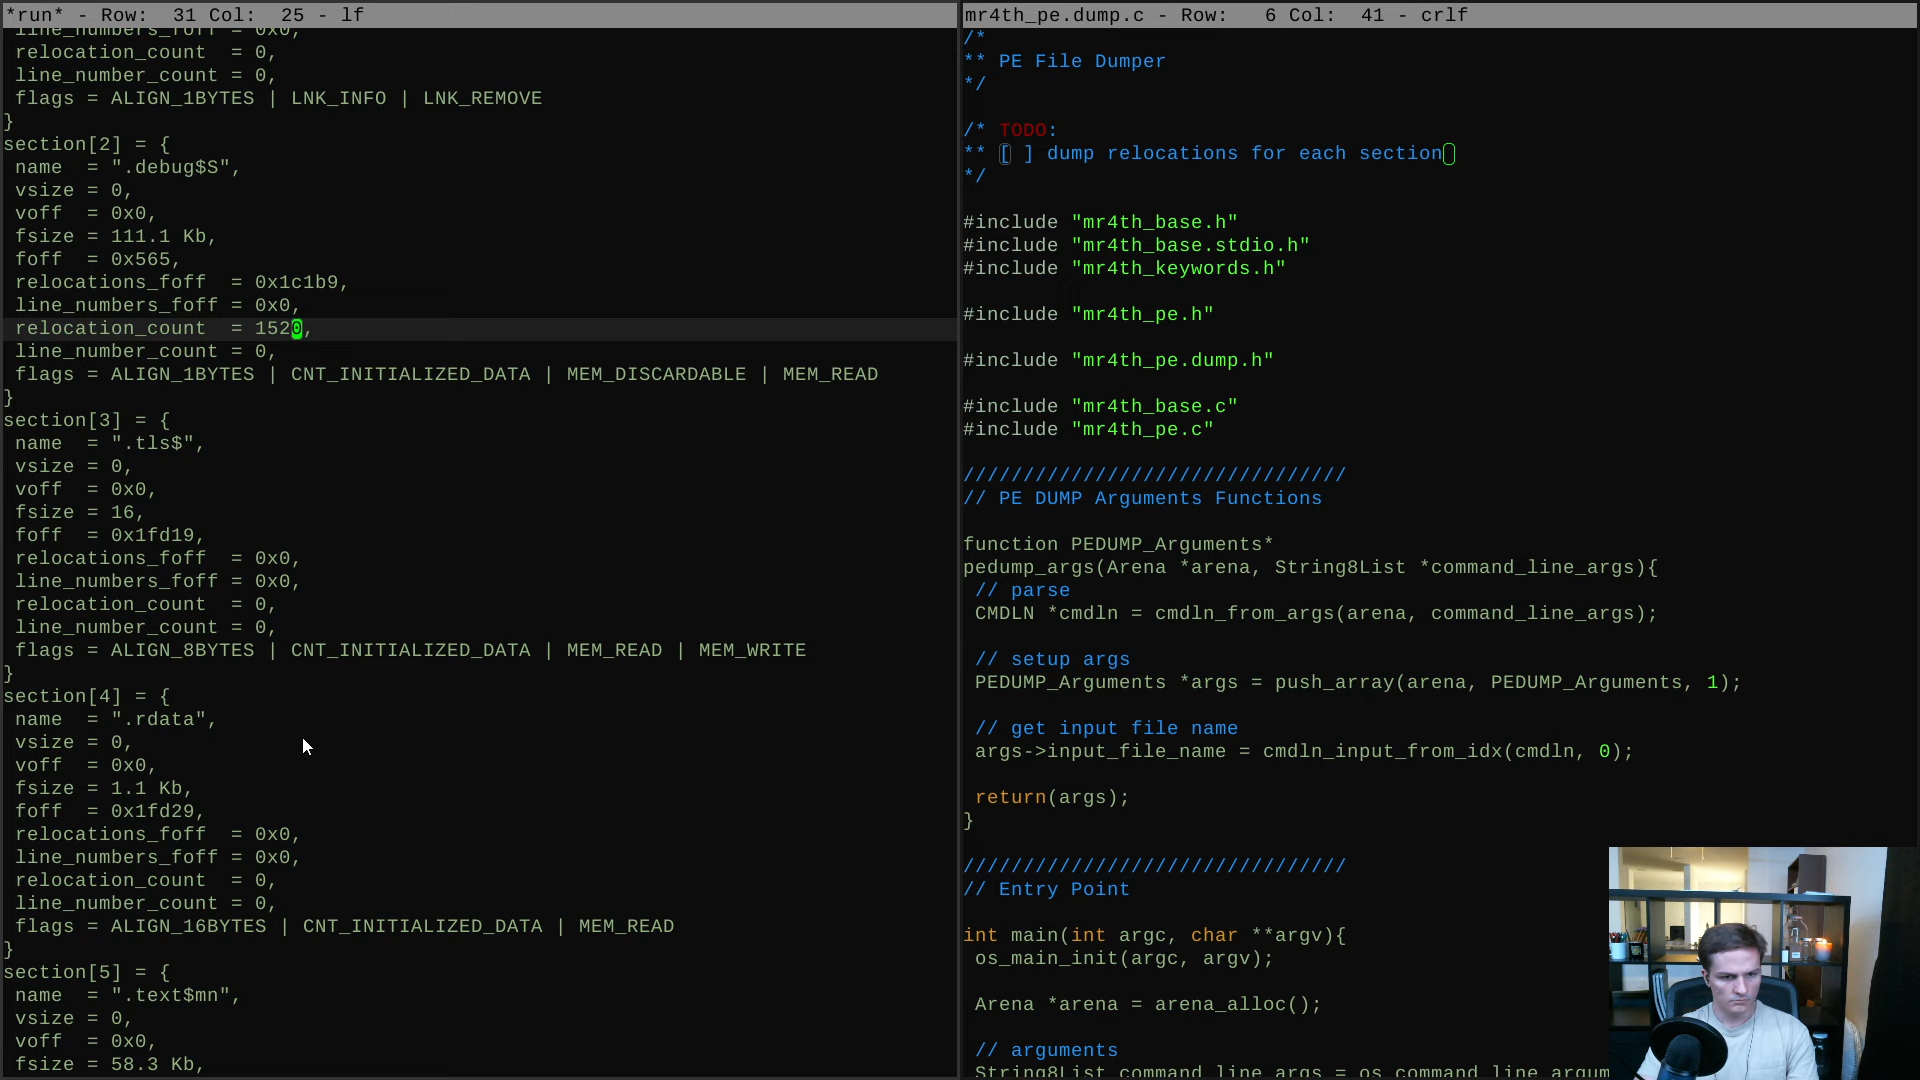 *run* - Row:  31 Col:  25 - lf
line_numbers_foff = 0x0,
relocation_count  = 0,
line_number_count = 0,
flags = ALIGN_1BYTES | LNK_INFO | LNK_REMOVE
}
section[2] = {
name  = ".debug$S",
vsize = 0,
voff  = 0x0,
fsize = 111.1 Kb,
foff  = 0x565,
relocations_foff  = 0x1c1b9,
line_numbers_foff = 0x0,
relocation_count  = 1520,
line_number_count = 0,
flags = ALIGN_1BYTES | CNT_INITIALIZED_DATA | MEM_DISCARDABLE | MEM_READ
}
section[3] = {
name  = ".tls$",
vsize = 0,
voff  = 0x0,
fsize = 16,
foff  = 0x1fd19,
relocations_foff  = 0x0,
line_numbers_foff = 0x0,
relocation_count  = 0,
line_number_count = 0,
flags = ALIGN_8BYTES | CNT_INITIALIZED_DATA | MEM_READ | MEM_WRITE
}
section[4] = {
name  = ".rdata",
vsize = 0,
voff  = 0x0,
fsize = 1.1 Kb,
foff  = 0x1fd29,
relocations_foff  = 0x0,
line_numbers_foff = 0x0,
relocation_count  = 0,
line_number_count = 0,
flags = ALIGN_16BYTES | CNT_INITIALIZED_DATA | MEM_READ
}
section[5] = {
name  = ".text$mn",
vsize = 0,
voff  = 0x0,
fsize = 58.3 Kb,
mr4th_pe.dump.c - Row:   6 Col:  41 - crlf
/*
** PE File Dumper
*/
/* TODO:
** [ ] dump relocations for each section
*/
#include "mr4th_base.h"
#include "mr4th_base.stdio.h"
#include "mr4th_keywords.h"
#include "mr4th_pe.h"
#include "mr4th_pe.dump.h"
#include "mr4th_base.c"
#include "mr4th_pe.c"
////////////////////////////////
// PE DUMP Arguments Functions
function PEDUMP_Arguments*
pedump_args(Arena *arena, String8List *command_line_args){
// parse
CMDLN *cmdln = cmdln_from_args(arena, command_line_args);
// setup args
PEDUMP_Arguments *args = push_array(arena, PEDUMP_Arguments, 1);
// get input file name
args->input_file_name = cmdln_input_from_idx(cmdln, 0);
return(args);
}
////////////////////////////////
// Entry Point
int main(int argc, char **argv){
os_main_init(argc, argv);
Arena *arena = arena_alloc();
// arguments
String8List command_line_args = os_command_line_argum